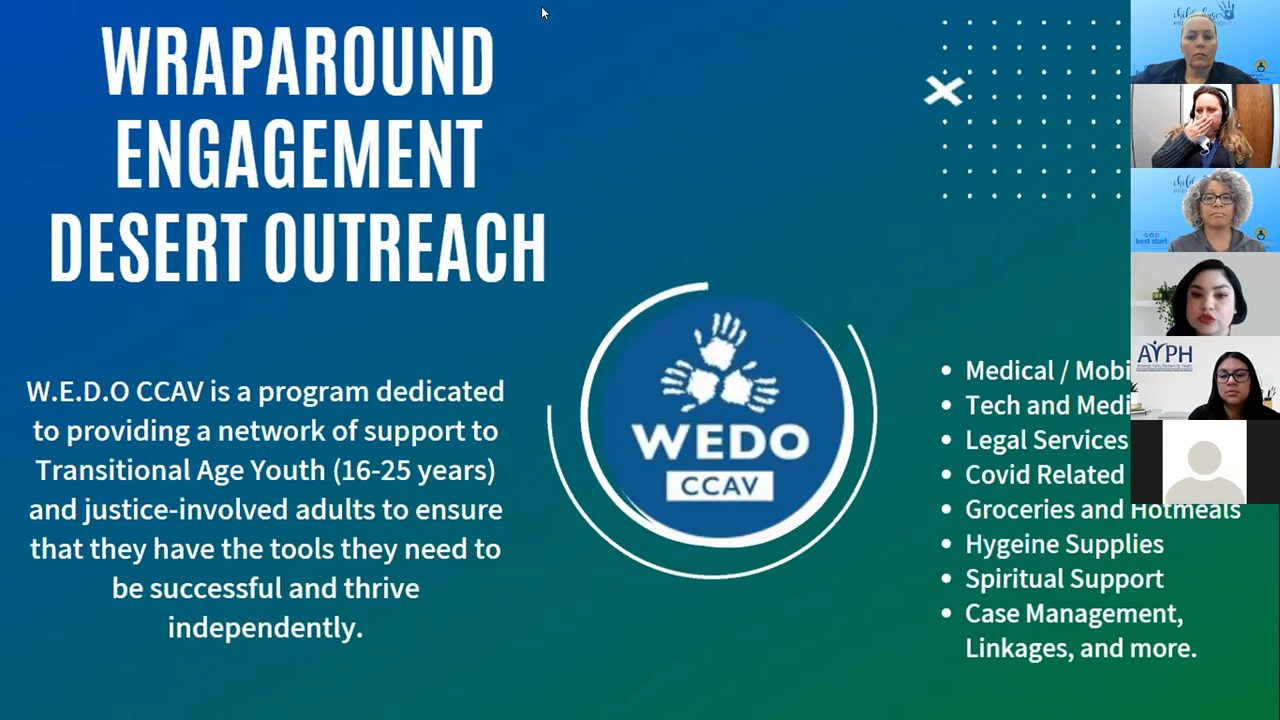 WRAPAROUND
ENGAGEMENT
DESERT OUTREACH
W.E.D.O CCAV is a program dedicated
to providing a network of support to
Transitional Age Youth (16-25 years)
and justice-involved adults to ensure
that they have the tools they need to
be successful and thrive
independently.
WEDO
CCAV
• Medical /
• Tech and
• Legal Services
• Covid Related
• Groceries and Hotmeals
• Hygeine Supplies
• Spiritual Support
• Case Management,
Linkages, and more.
best start
AVPH